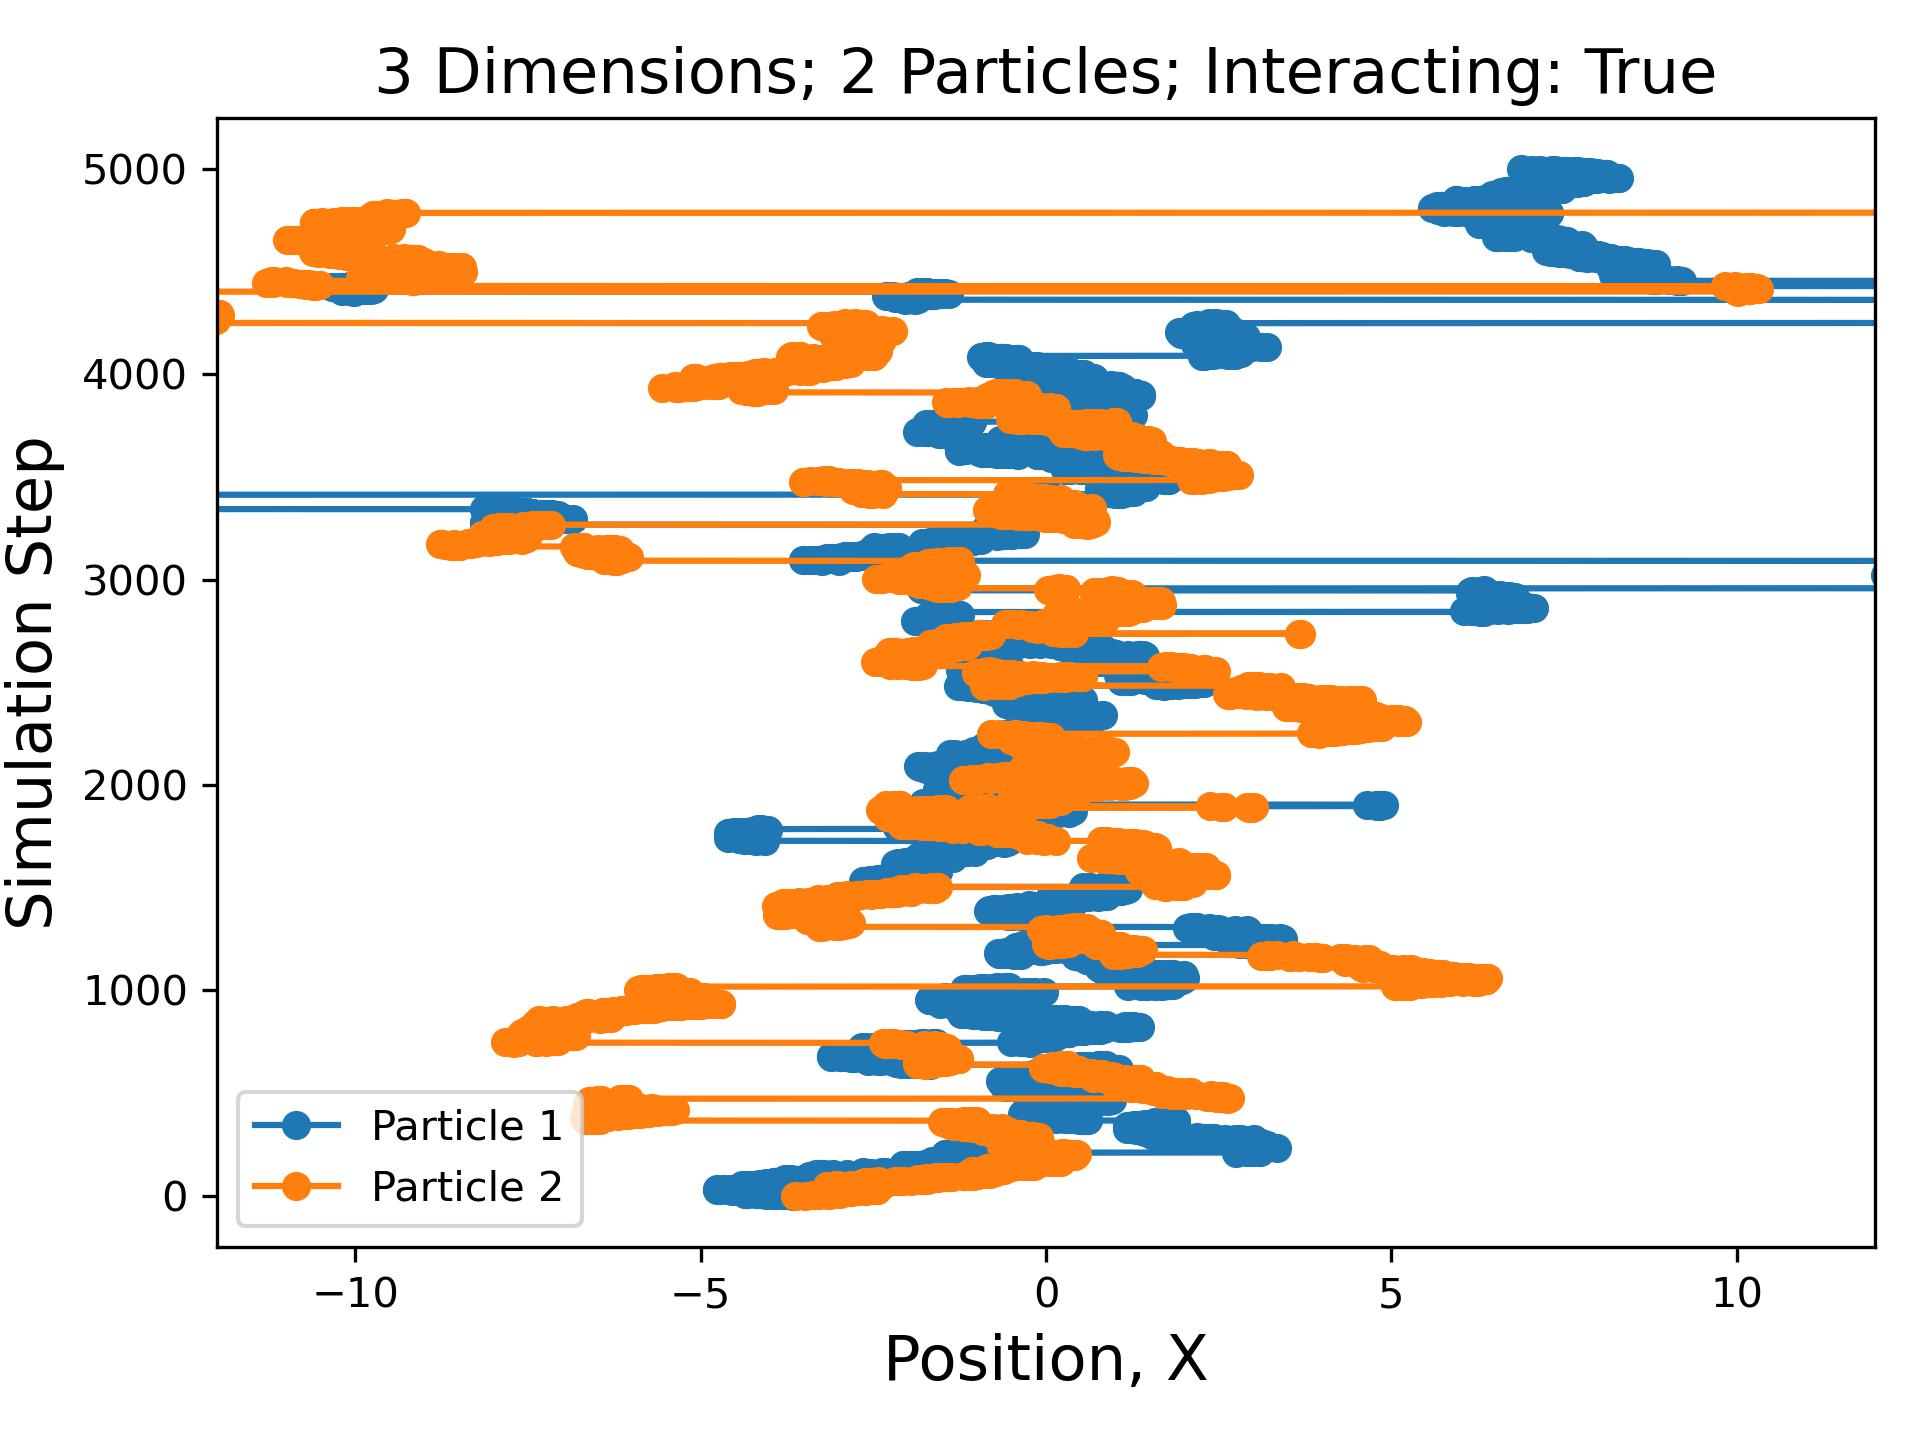 3 Dimensions; 2 Particles; Interacting: True
Simulation Step
5000
4000
3000
2000
1000
0
Particle 1
Particle 2
−10
−5
0
5
10
Position, X